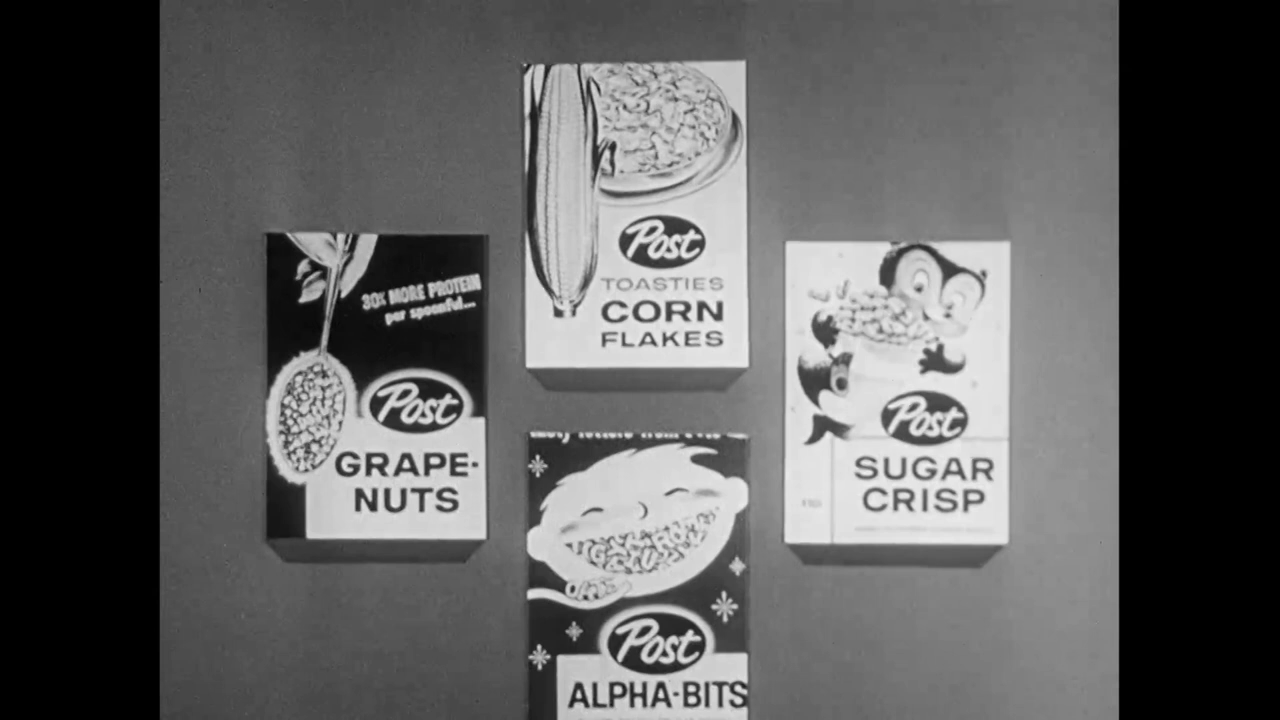 Post
TOASTIES
CORN
FLAKES
30% MORE PROTEIN
per spoonful...
Post
GRAPE-
NUTS
Post
SUGAR
CRISP
Post
ALPHA-BITS